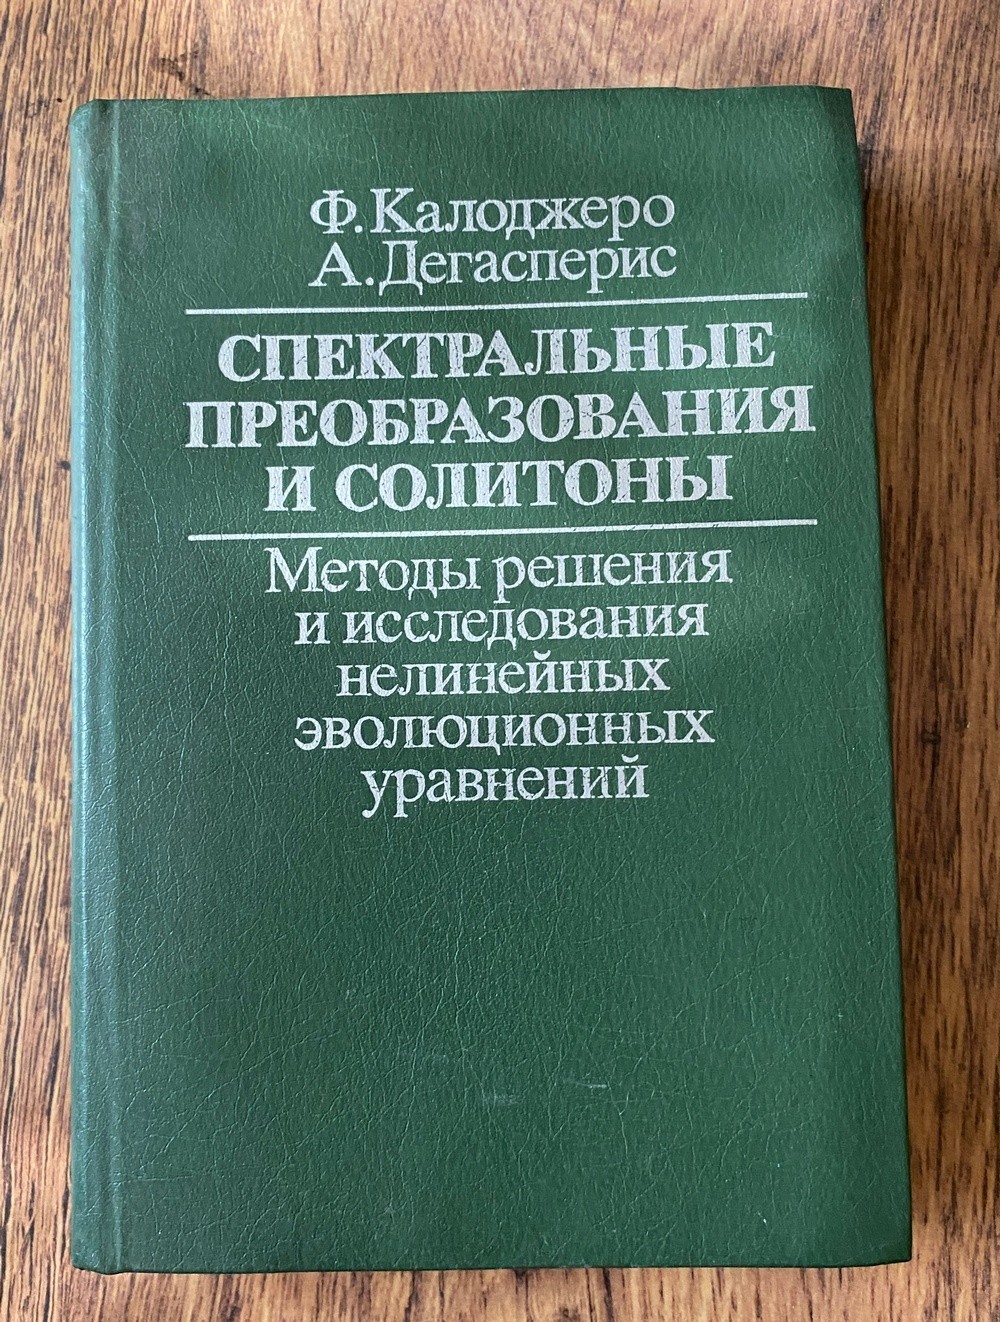 Ф. Калоджеро
А. Дегасперис
СПЕКТРАЛЬНЫЕ
ПРЕОБРАЗОВАНИЯ
И СОЛИТОНЫ
Методы решения
и исследования
нелинейных
эволюционных
уравнений